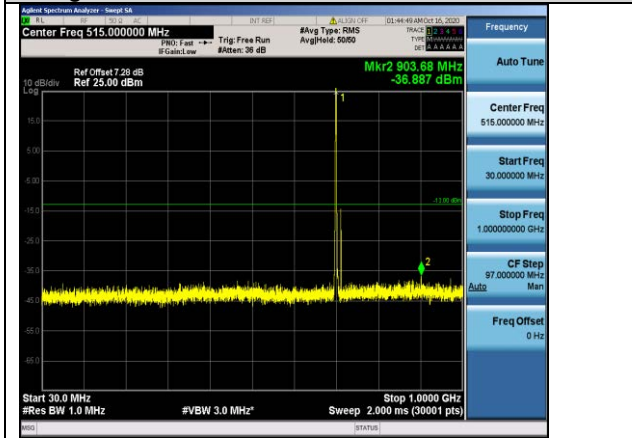 Agilent Spectrum Analyzer - Swept SA
RL RF 50 Ω AC INT REF ALIGN OFF 01:44:49 AM Oct 16, 2020
Center Freq 515.000000 MHz
PNO: Fast
IFGain:Low
Trig: Free Run
#Atten: 36 dB
#Avg Type: RMS
Avg|Hold: 50/50
TRACE 1 2 3 4 5 6
TYPE
DET A A A A A A
Frequency
Auto Tune
Mkr2 903.68 MHz
-36.887 dBm
Ref Offset 7.28 dB
10 dB/div Ref 25.00 dBm
Log
1
15.0
5.00
-5.00
-13.00 dBm
-15.0
-25.0
2
-35.0
-45.0
-55.0
-65.0
Center Freq
515.000000 MHz
Start Freq
30.000000 MHz
Stop Freq
1.000000000 GHz
CF Step
97.000000 MHz
Auto Man
Freq Offset
0 Hz
Start 30.0 MHz Stop 1.0000 GHz
#Res BW 1.0 MHz #VBW 3.0 MHz* Sweep 2.000 ms (30001 pts)
MSG STATUS